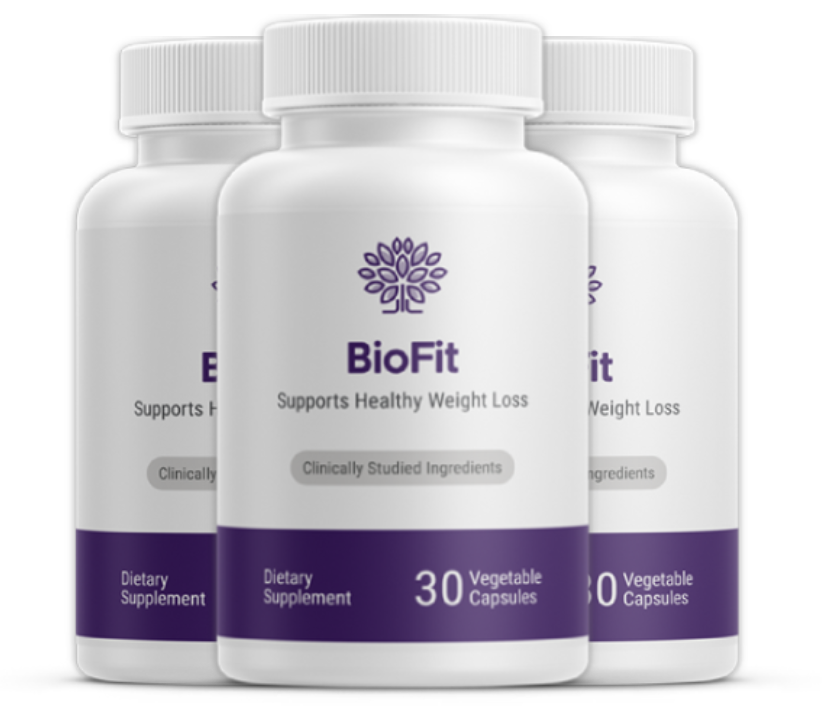 BioFit
Supports Healthy Weight Loss
Clinically Studied Ingredients
Dietary
Supplement
30 Vegetable
Capsules
Supports
Clinically
Dietary
Supplement
Weight Loss
Vegetable
Capsules